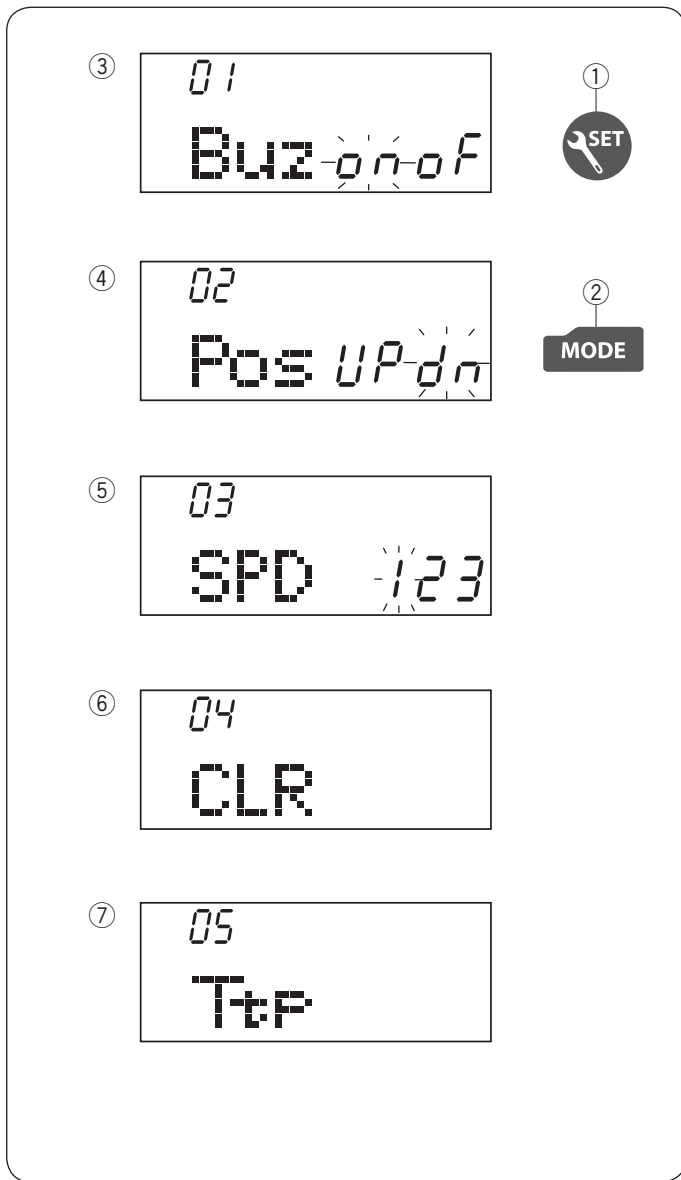 ③ 01
Buz on oF
① SET
④ 02
Pos UP dn
② MODE
⑤ 03
SPD 123
⑥ 04
CLR
⑦ 05
Ttp